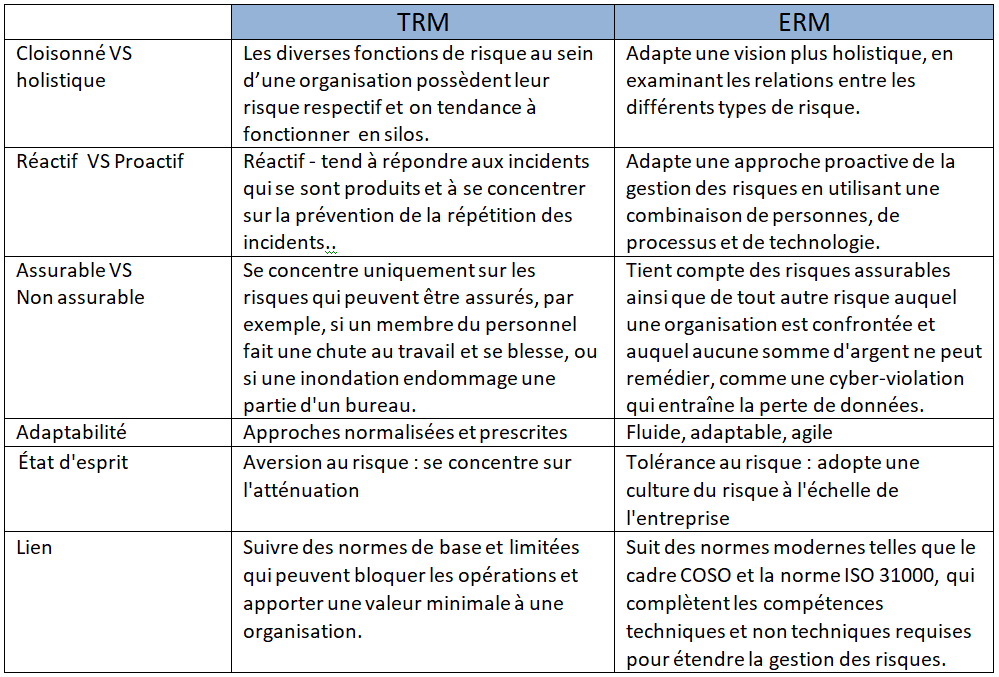 TRM
ERM
Cloisonné VS
holistique
Les diverses fonctions de risque au sein
d’une organisation possèdent leur
risque respectif et on tendance à
fonctionner en silos.
Adapte une vision plus holistique, en
examinant les relations entre les
différents types de risque.
Réactif VS Proactif
Réactif - tend à répondre aux incidents
qui se sont produits et à se concentrer
sur la prévention de la répétition des
incidents..
Adapte une approche proactive de la
gestion des risques en utilisant une
combinaison de personnes, de
processus et de technologie.
Assurable VS
Non assurable
Se concentre uniquement sur les
risques qui peuvent être assurés, par
exemple, si un membre du personnel
fait une chute au travail et se blesse, ou
si une inondation endommage une
partie d'un bureau.
Tient compte des risques assurables
ainsi que de tout autre risque auquel
une organisation est confrontée et
auquel aucune somme d'argent ne peut
remédier, comme une cyber-violation
qui entraîne la perte de données.
Adaptabilité
Approches normalisées et prescrites
Fluide, adaptable, agile
État d'esprit
Aversion au risque : se concentre sur
l'atténuation
Tolérance au risque : adopte une
culture du risque à l'échelle de
l'entreprise
Lien
Suivre des normes de base et limitées
qui peuvent bloquer les opérations et
apporter une valeur minimale à une
organisation.
Suit des normes modernes telles que le
cadre COSO et la norme ISO 31000, qui
complètent les compétences
techniques et non techniques requises
pour étendre la gestion des risques.